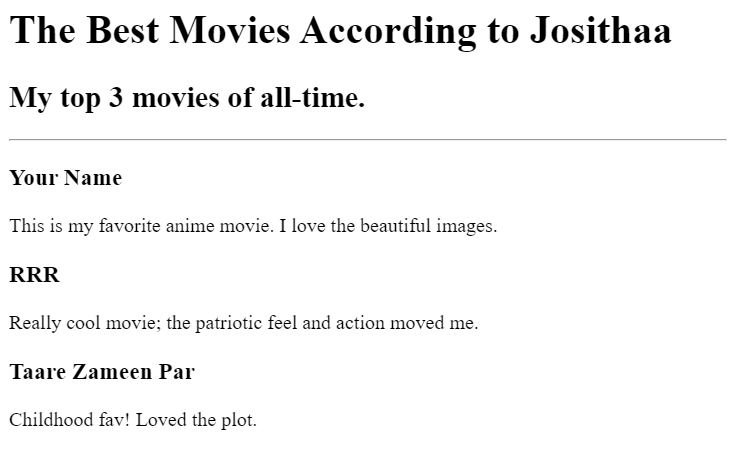 The Best Movies According to Josithaa
My top 3 movies of all-time.
Your Name
This is my favorite anime movie. I love the beautiful images.
RRR
Really cool movie; the patriotic feel and action moved me.
Taare Zameen Par
Childhood fav! Loved the plot.